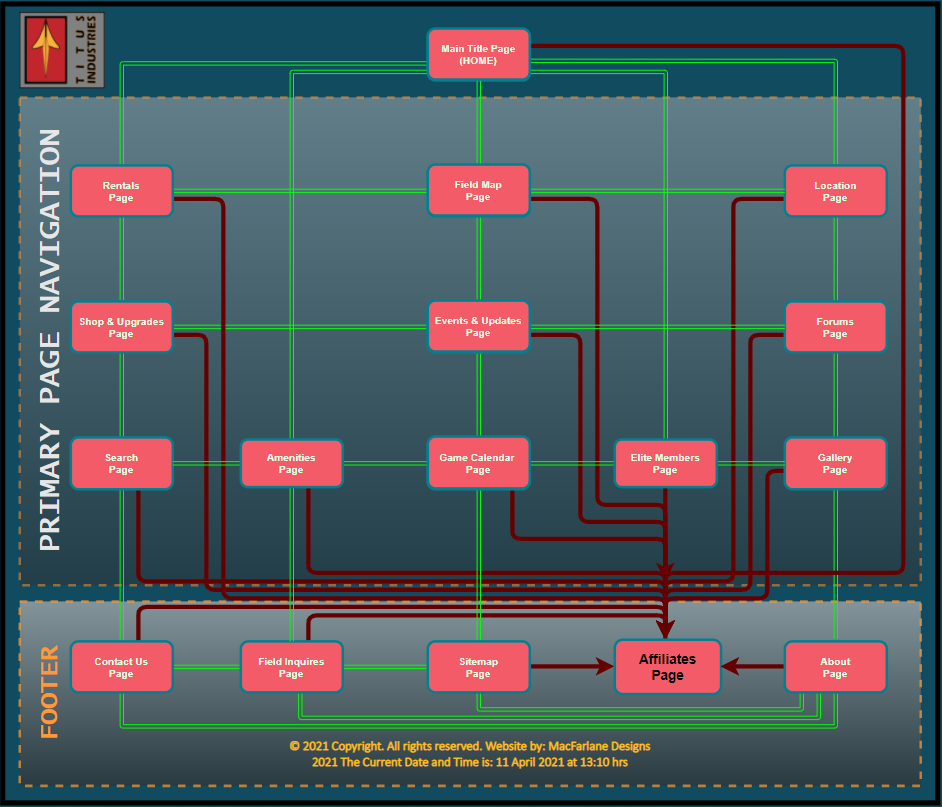 TITUS
INDUSTRIES
Main Title Page
(HOME)
PRIMARY PAGE NAVIGATION
Rentals
Page
Field Map
Page
Location
Page
Shop & Upgrades
Page
Events & Updates
Page
Forums
Page
Search
Page
Amenities
Page
Game Calendar
Page
Elite Members
Page
Gallery
Page
FOOTER
Contact Us
Page
Field Inquires
Page
Sitemap
Page
Affiliates
Page
About
Page
© 2021 Copyright. All rights reserved. Website by: MacFarlane Designs
2021 The Current Date and Time is: 11 April 2021 at 13:10 hrs